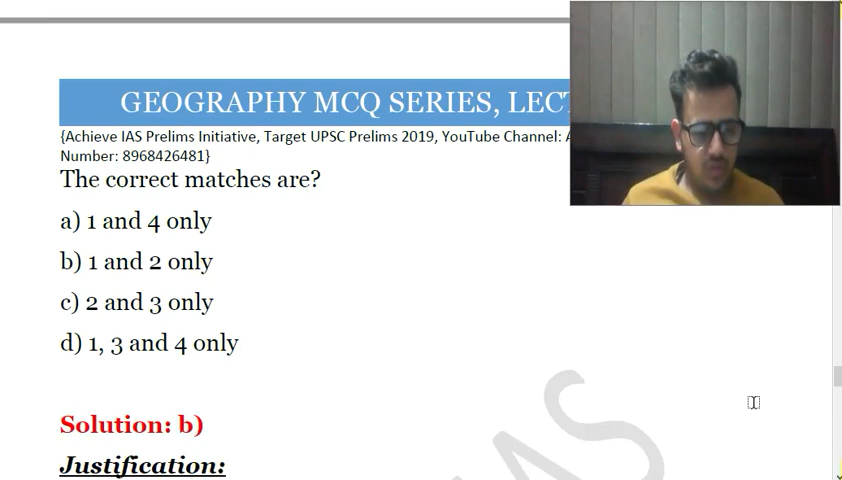 GEOGRAPHY MCQ SERIES, LECT
{Achieve IAS Prelims Initiative, Target UPSC Prelims 2019, YouTube Channel: A
Number: 8968426481}
The correct matches are?
a) 1 and 4 only
b) 1 and 2 only
c) 2 and 3 only
d) 1, 3 and 4 only
Solution: b)
Justification:
IAS